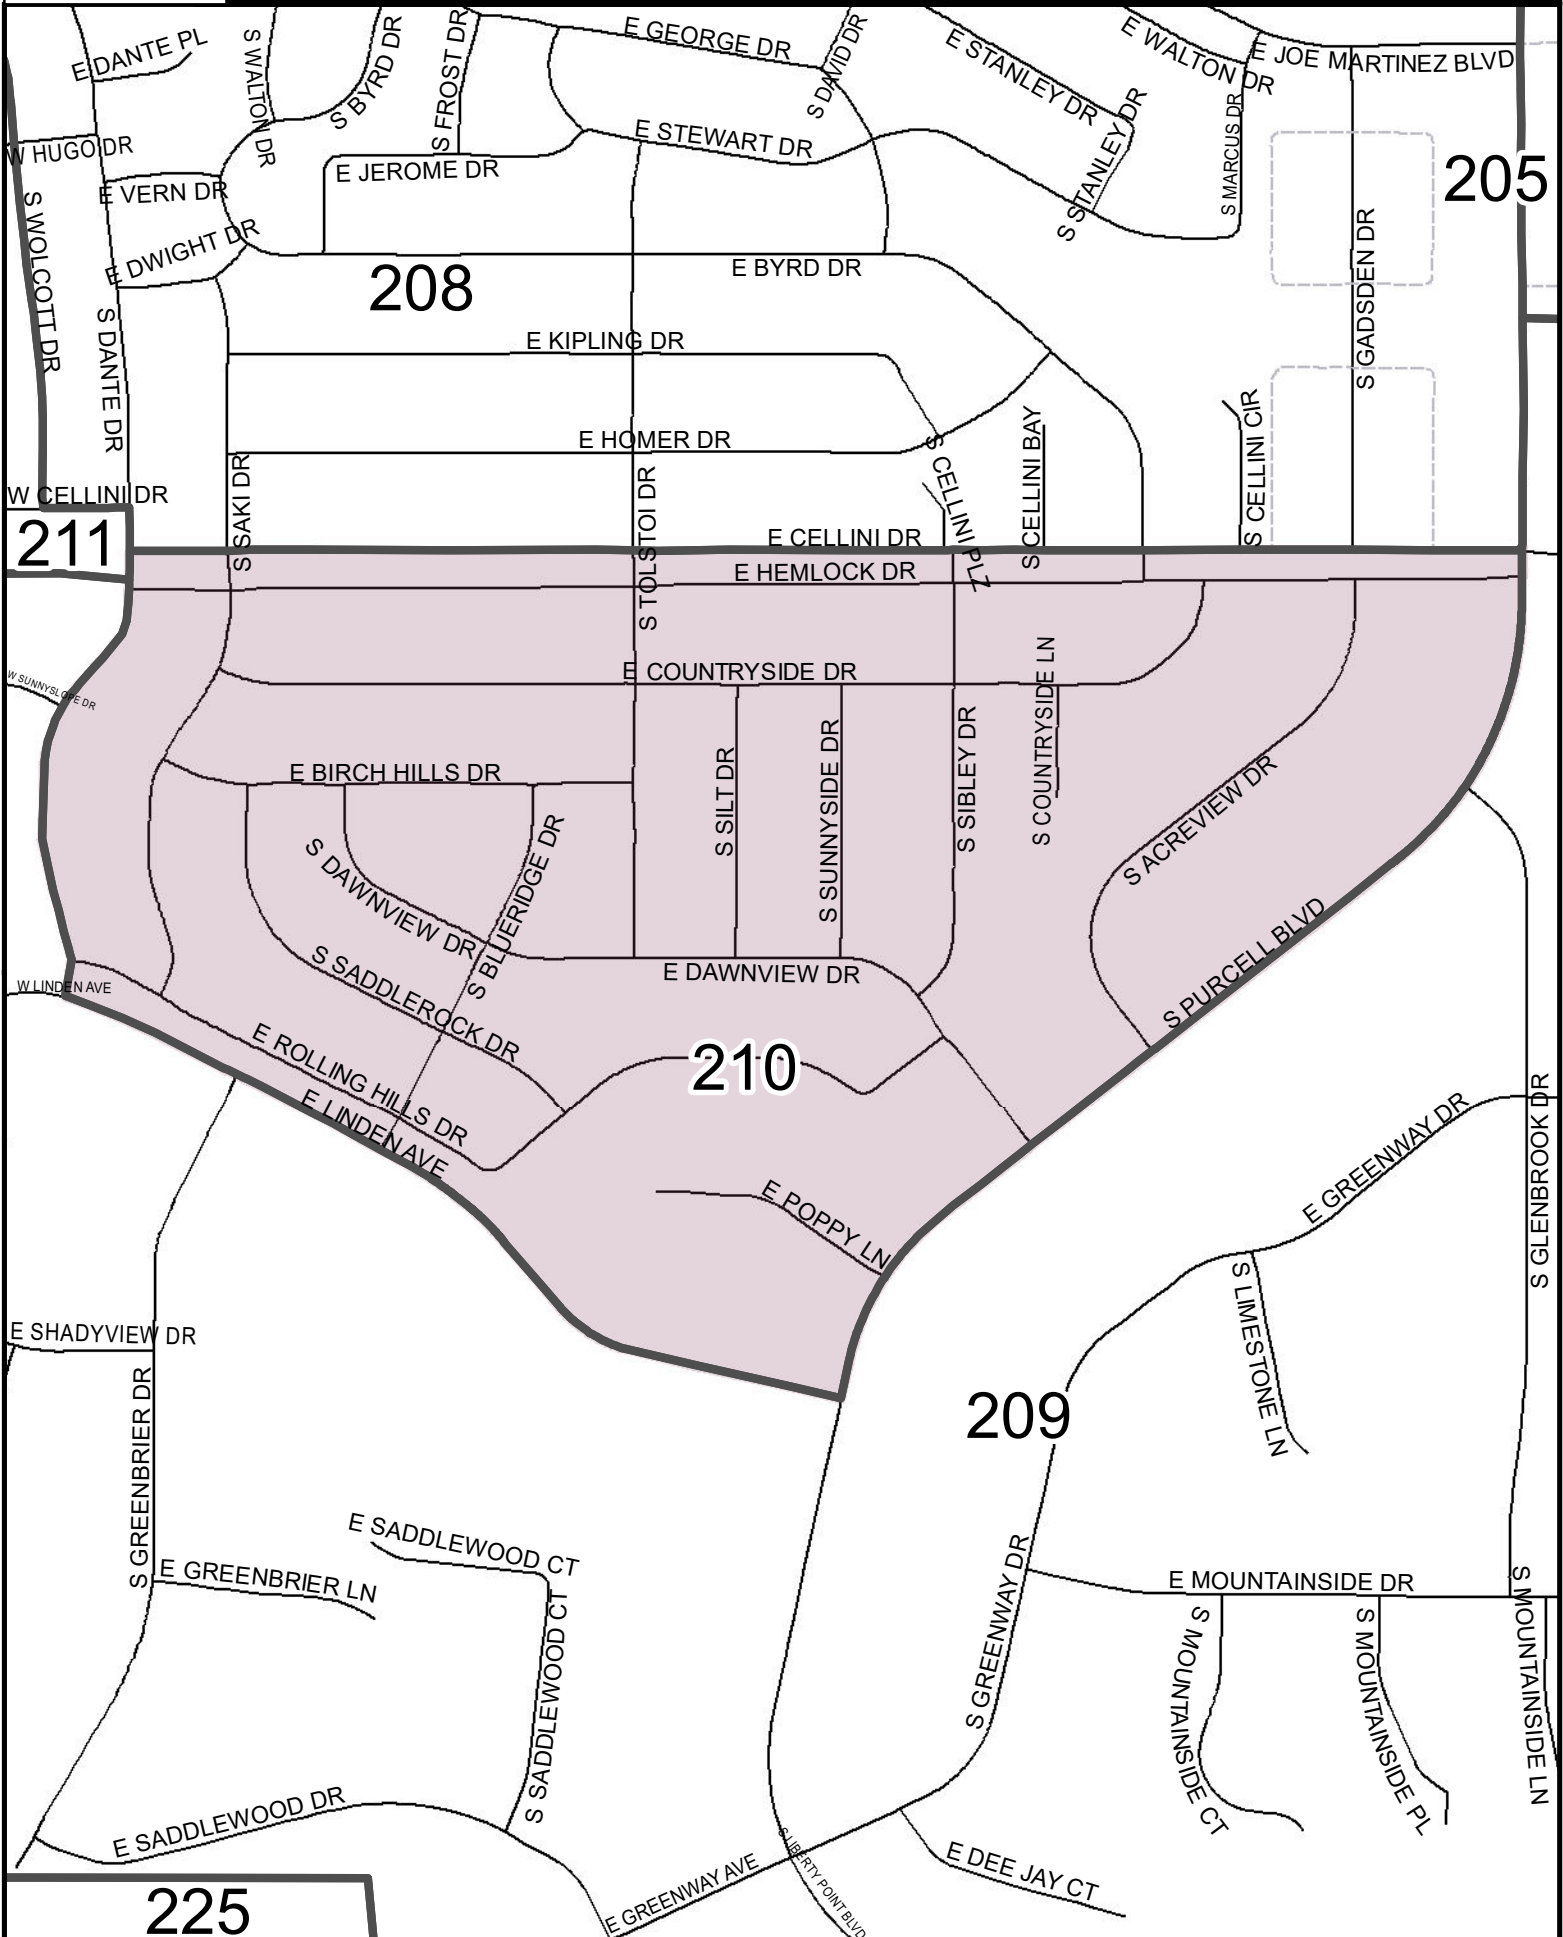 E DANTE PL
S WALTON DR
S BYRD DR
S FROST DR
E GEORGE DR
S DAVID DR
E STANLEY DR
E WALTON DR
E JOE MARTINEZ BLVD
W HUGO DR
E JEROME DR
E STEWART DR
S STANLEY DR
S MARCUS DR
205
E VERN DR
S WOLCOTT DR
E DWIGHT DR
208
E BYRD DR
S GADSDEN DR
S DANTE DR
E KIPLING DR
E HOMER DR
S CELLINI PLZ
S CELLINI BAY
S CELLINI CIR
W CELLINI DR
S SAKI DR
S TOLSTOI DR
211
E CELLINI DR
E HEMLOCK DR
W SUNNYSLOPE DR
E COUNTRYSIDE DR
S COUNTRYSIDE LN
E BIRCH HILLS DR
S SILT DR
S SUNNYSIDE DR
S SIBLEY DR
S ACREVIEW DR
S DAWNVIEW DR
S BLUERIDGE DR
S SADDLEROCK DR
E DAWNVIEW DR
S PURCELL BLVD
W LINDEN AVE
E ROLLING HILLS DR
210
E LINDEN AVE
E POPPY LN
E GREENWAY DR
S GLENBROOK DR
S LIMESTONE LN
E SHADYVIEW DR
S GREENBRIER DR
209
E SADDLEWOOD CT
E GREENBRIER LN
S SADDLEWOOD CT
S GREENWAY DR
E MOUNTAINSIDE DR
S MOUNTAINSIDE CT
S MOUNTAINSIDE PL
S MOUNTAINSIDE LN
E SADDLEWOOD DR
E GREENWAY AVE
S LIBERTY POINT BLVD
E DEE JAY CT
225